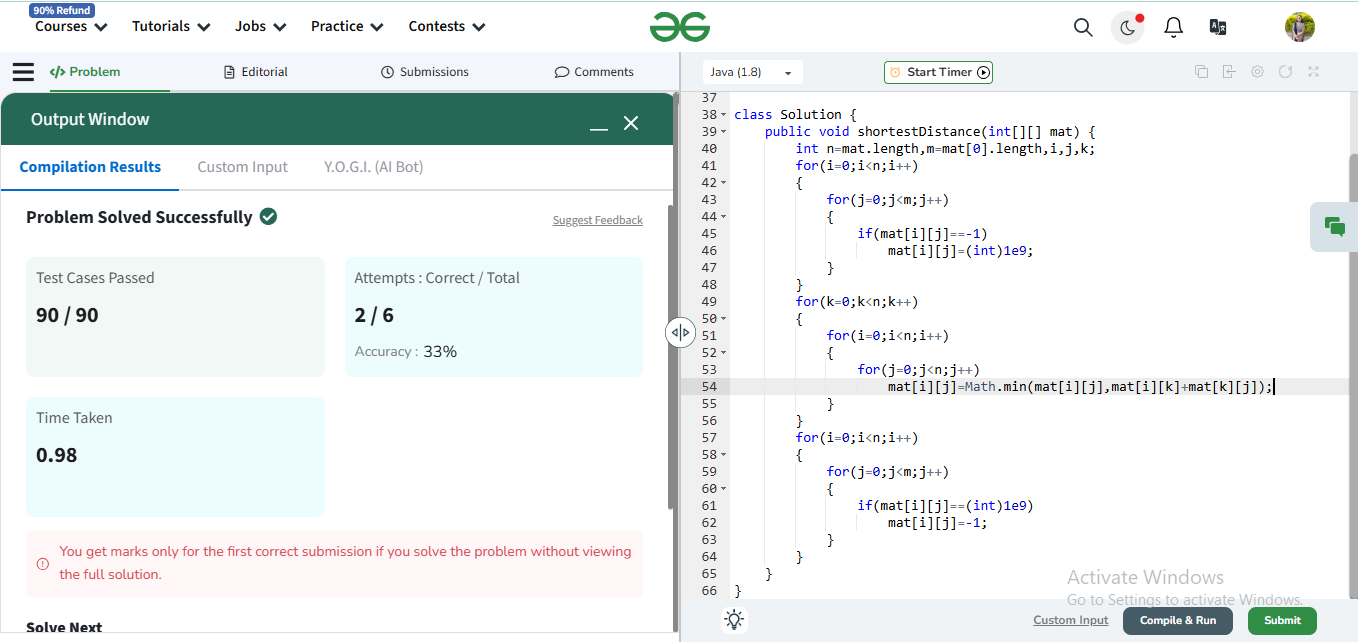 90% Refund
Courses Tutorials Jobs Practice Contests
Problem Editorial Submissions Comments
Java (1.8) Start Timer
Output Window
Compilation Results Custom Input Y.O.G.I. (AI Bot)
Problem Solved Successfully
Suggest Feedback
Test Cases Passed
90 / 90
Attempts : Correct / Total
2 / 6
Accuracy : 33%
Time Taken
0.98
You get marks only for the first correct submission if you solve the problem without viewing
the full solution.
Solve Next
37
38 class Solution {
39     public void shortestDistance(int[][] mat) {
40         int n=mat.length,m=mat[0].length,i,j,k;
41         for(i=0;i<n;i++)
42         {
43             for(j=0;j<m;j++)
44             {
45                 if(mat[i][j]==-1)
46                     mat[i][j]=(int)1e9;
47             }
48         }
49         for(k=0;k<n;k++)
50         {
51             for(i=0;i<n;i++)
52             {
53                 for(j=0;j<n;j++)
54                     mat[i][j]=Math.min(mat[i][j],mat[i][k]+mat[k][j]);
55             }
56         }
57         for(i=0;i<n;i++)
58         {
59             for(j=0;j<m;j++)
60             {
61                 if(mat[i][j]==(int)1e9)
62                     mat[i][j]=-1;
63             }
64         }
65     }
66 }
Activate Windows
Go to Settings to activate Windows.
Custom Input Compile & Run Submit